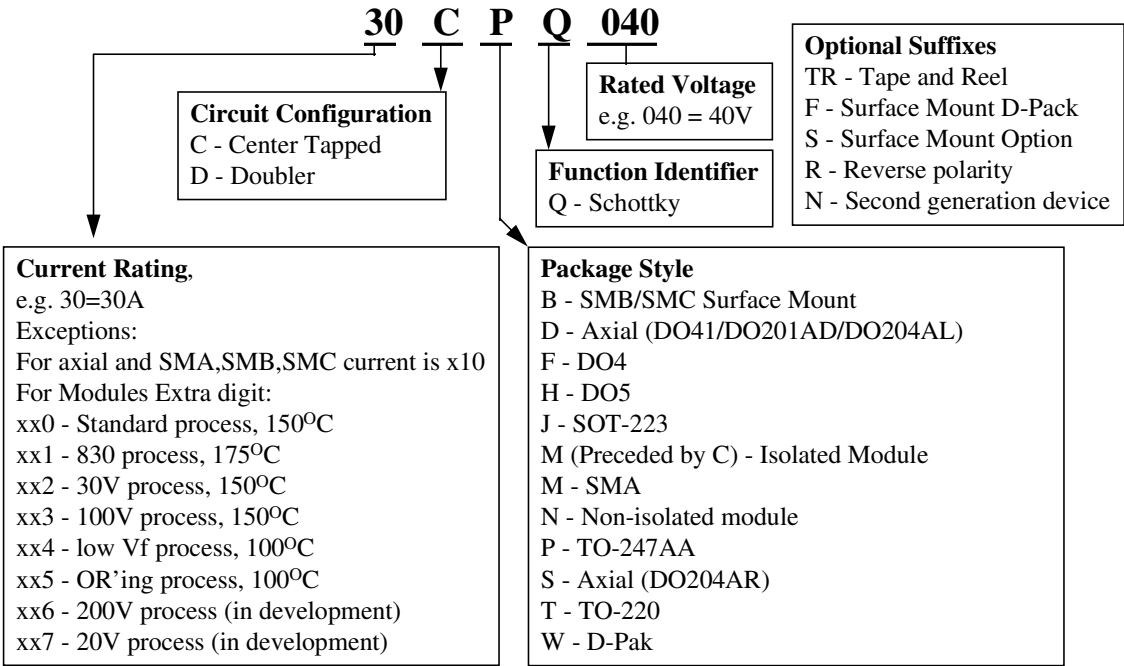 30 C P Q 040
Circuit Configuration
C - Center Tapped
D - Doubler
Rated Voltage
e.g. 040 = 40V
Function Identifier
Q - Schottky
Optional Suffixes
TR - Tape and Reel
F - Surface Mount D-Pack
S - Surface Mount Option
R - Reverse polarity
N - Second generation device
Current Rating,
e.g. 30=30A
Exceptions:
For axial and SMA,SMB,SMC current is x10
For Modules Extra digit:
xx0 - Standard process, 150ᴼC
xx1 - 830 process, 175ᴼC
xx2 - 30V process, 150ᴼC
xx3 - 100V process, 150ᴼC
xx4 - low Vf process, 100ᴼC
xx5 - OR’ing process, 100ᴼC
xx6 - 200V process (in development)
xx7 - 20V process (in development)
Package Style
B - SMB/SMC Surface Mount
D - Axial (DO41/DO201AD/DO204AL)
F - DO4
H - DO5
J - SOT-223
M (Preceded by C) - Isolated Module
M - SMA
N - Non-isolated module
P - TO-247AA
S - Axial (DO204AR)
T - TO-220
W - D-Pak